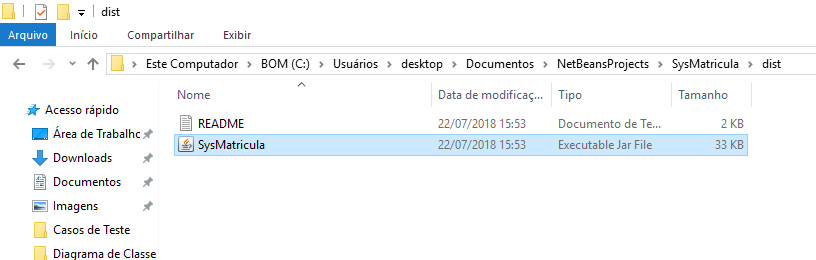 dist
Arquivo Início Compartilhar Exibir
Este Computador BOM (C:) Usuários desktop Documentos NetBeansProjects SysMatricula dist
Nome Data de modificaç... Tipo Tamanho
Acesso rápido
Área de Trabalho
Downloads
Documentos
Imagens
Casos de Teste
Diagrama de Classe
README 22/07/2018 15:53 Documento de Te... 2 KB
SysMatricula 22/07/2018 15:53 Executable Jar File 33 KB